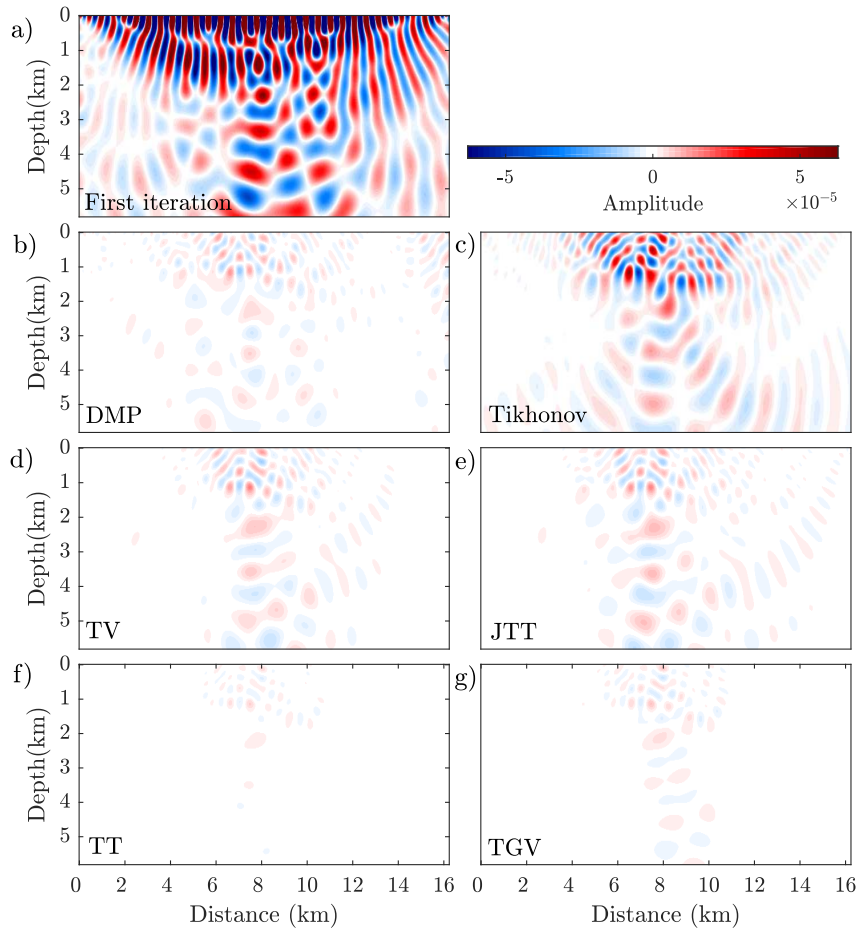 a)
Depth(km)
0
1
2
3
4
5
First iteration
-5
0
5
×10⁻⁵
Amplitude
b)
Depth(km)
0
1
2
3
4
5
DMP
c)
Tikhonov
d)
Depth(km)
0
1
2
3
4
5
TV
e)
JTT
f)
Depth(km)
0
1
2
3
4
5
TT
0 2 4 6 8 10 12 14 16
Distance (km)
g)
TGV
0 2 4 6 8 10 12 14 16
Distance (km)